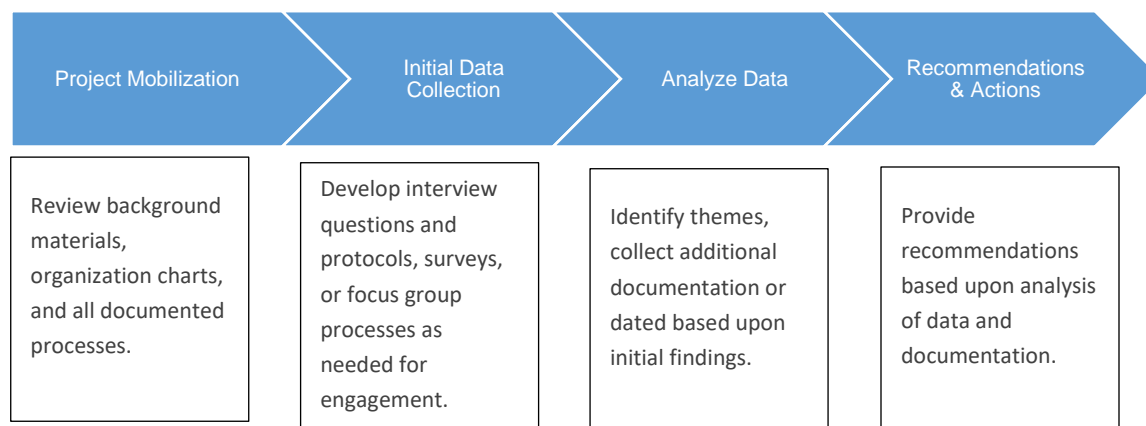 Project Mobilization
Initial Data
Collection
Analyze Data
Recommendations
& Actions
Review background
materials,
organization charts,
and all documented
processes.
Develop interview
questions and
protocols, surveys,
or focus group
processes as
needed for
engagement.
Identify themes,
collect additional
documentation or
dated based upon
initial findings.
Provide
recommendations
based upon analysis
of data and
documentation.